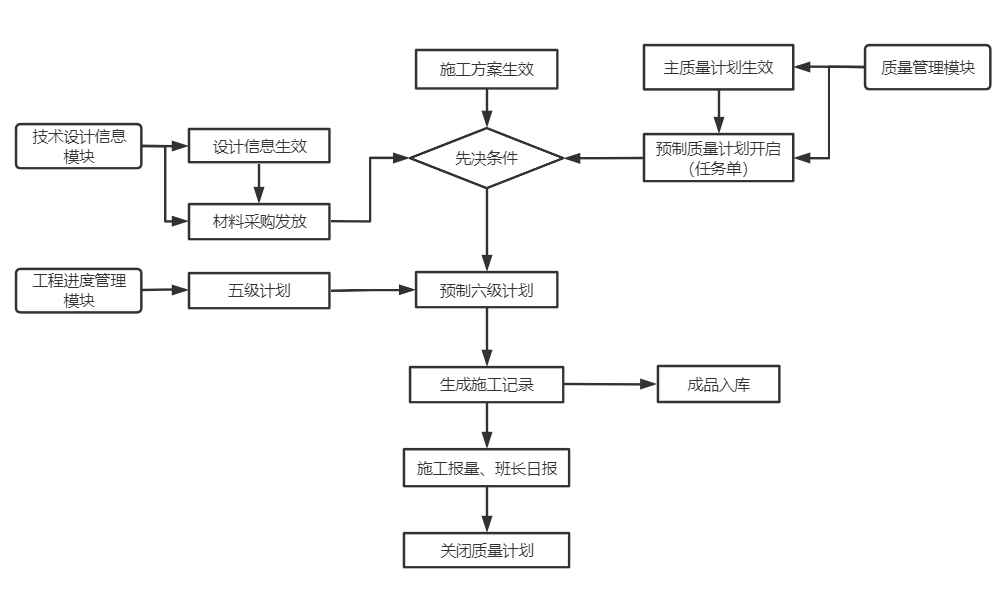 施工方案生效
主质量计划生效
质量管理模块
技术设计信息
模块
设计信息生效
先决条件
预制质量计划开启
（任务单）
材料采购发放
工程进度管理
模块
五级计划
预制六级计划
生成施工记录
成品入库
施工报量、班长日报
关闭质量计划